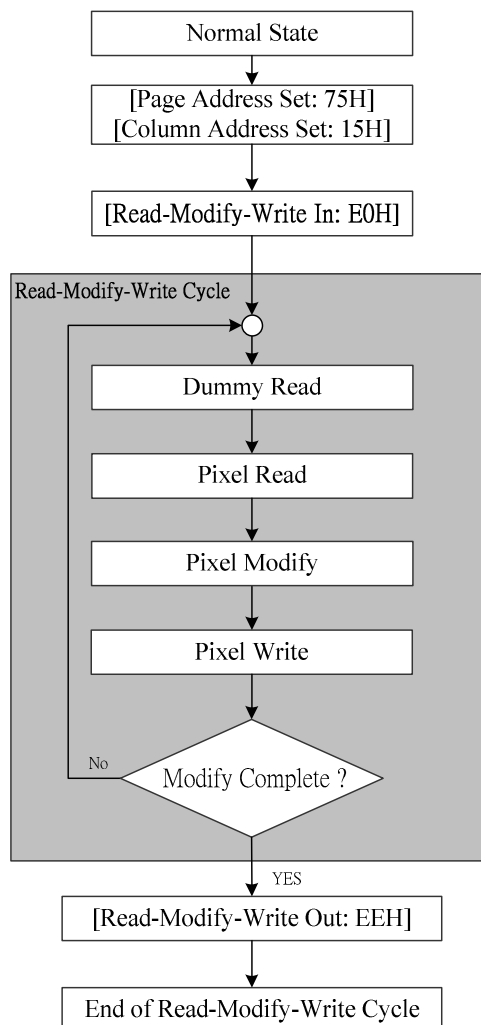 Normal State
[Page Address Set: 75H]
[Column Address Set: 15H]
[Read-Modify-Write In: E0H]
Read-Modify-Write Cycle
Dummy Read
Pixel Read
Pixel Modify
Pixel Write
Modify Complete ?
No
YES
[Read-Modify-Write Out: EEH]
End of Read-Modify-Write Cycle